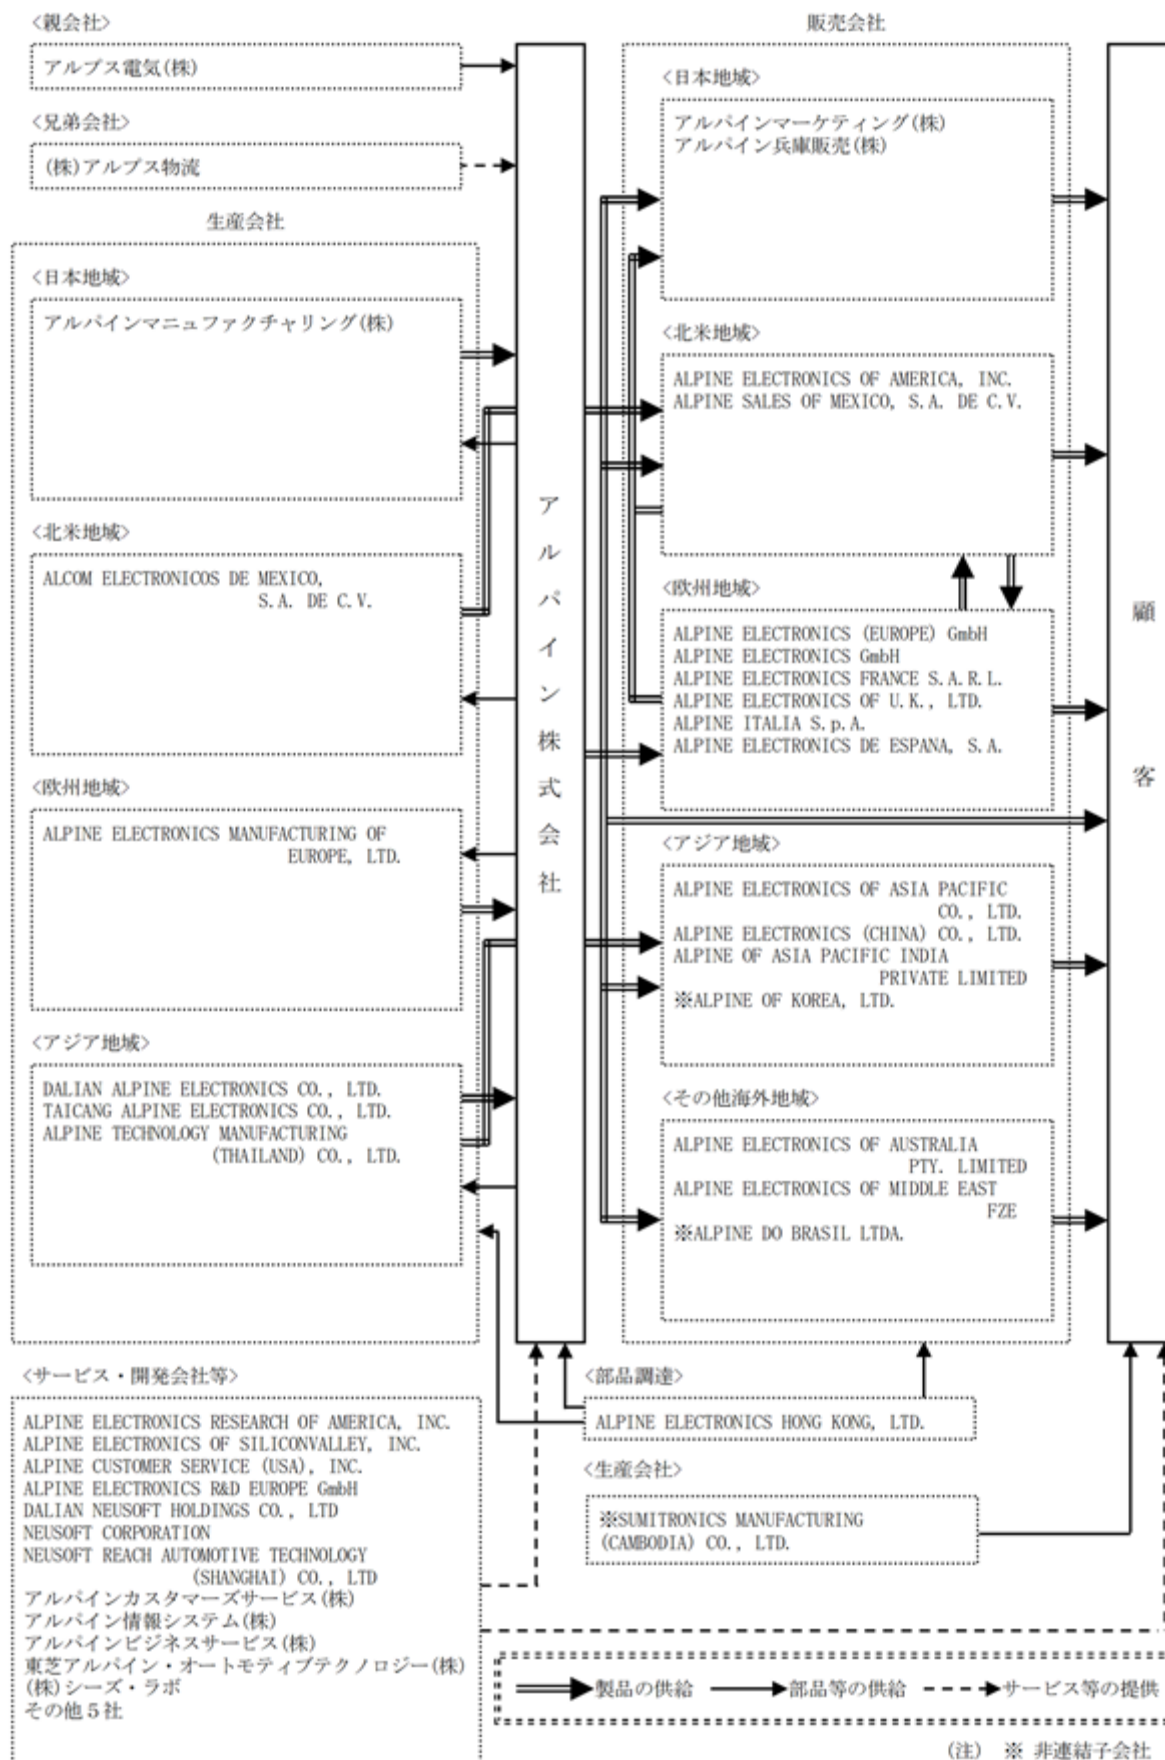 <親会社>
アルプス電気(株)
<兄弟会社>
(株)アルプス物流
生産会社
<日本地域>
アルパインマニュファクチャリング(株)
<北米地域>
ALCOM ELECTRONICOS DE MEXICO,
S.A. DE C.V.
<欧州地域>
ALPINE ELECTRONICS MANUFACTURING OF
EUROPE, LTD.
<アジア地域>
DALIAN ALPINE ELECTRONICS CO., LTD.
TAICANG ALPINE ELECTRONICS CO., LTD.
ALPINE TECHNOLOGY MANUFACTURING
(THAILAND) CO., LTD.
アルパイン株式会社
販売会社
<日本地域>
アルパインマーケティング(株)
アルパイン兵庫販売(株)
<北米地域>
ALPINE ELECTRONICS OF AMERICA, INC.
ALPINE SALES OF MEXICO, S.A. DE C.V.
<欧州地域>
ALPINE ELECTRONICS (EUROPE) GmbH
ALPINE ELECTRONICS GmbH
ALPINE ELECTRONICS FRANCE S.A.R.L.
ALPINE ELECTRONICS OF U.K., LTD.
ALPINE ITALIA S.p.A.
ALPINE ELECTRONICS DE ESPANA, S.A.
<アジア地域>
ALPINE ELECTRONICS OF ASIA PACIFIC
CO., LTD.
ALPINE ELECTRONICS (CHINA) CO., LTD.
ALPINE OF ASIA PACIFIC INDIA
PRIVATE LIMITED
※ALPINE OF KOREA, LTD.
<その他海外地域>
ALPINE ELECTRONICS OF AUSTRALIA
PTY. LIMITED
ALPINE ELECTRONICS OF MIDDLE EAST
FZE
※ALPINE DO BRASIL LTDA.
顧客
<サービス・開発会社等>
ALPINE ELECTRONICS RESEARCH OF AMERICA, INC.
ALPINE ELECTRONICS OF SILICONVALLEY, INC.
ALPINE CUSTOMER SERVICE (USA), INC.
ALPINE ELECTRONICS R&D EUROPE GmbH
DALIAN NEUSOFT HOLDINGS CO., LTD
NEUSOFT CORPORATION
NEUSOFT REACH AUTOMOTIVE TECHNOLOGY
(SHANGHAI) CO., LTD
アルパインカスタマーズサービス(株)
アルパイン情報システム(株)
アルパインビジネスサービス(株)
東芝アルパイン・オートモティブテクノロジー(株)
(株)シーズ・ラボ
その他5社
<部品調達>
ALPINE ELECTRONICS HONG KONG, LTD.
<生産会社>
※SUMITRONICS MANUFACTURING
(CAMBODIA) CO., LTD.
製品の供給 部品等の供給 サービス等の提供
(注) ※ 非連結子会社